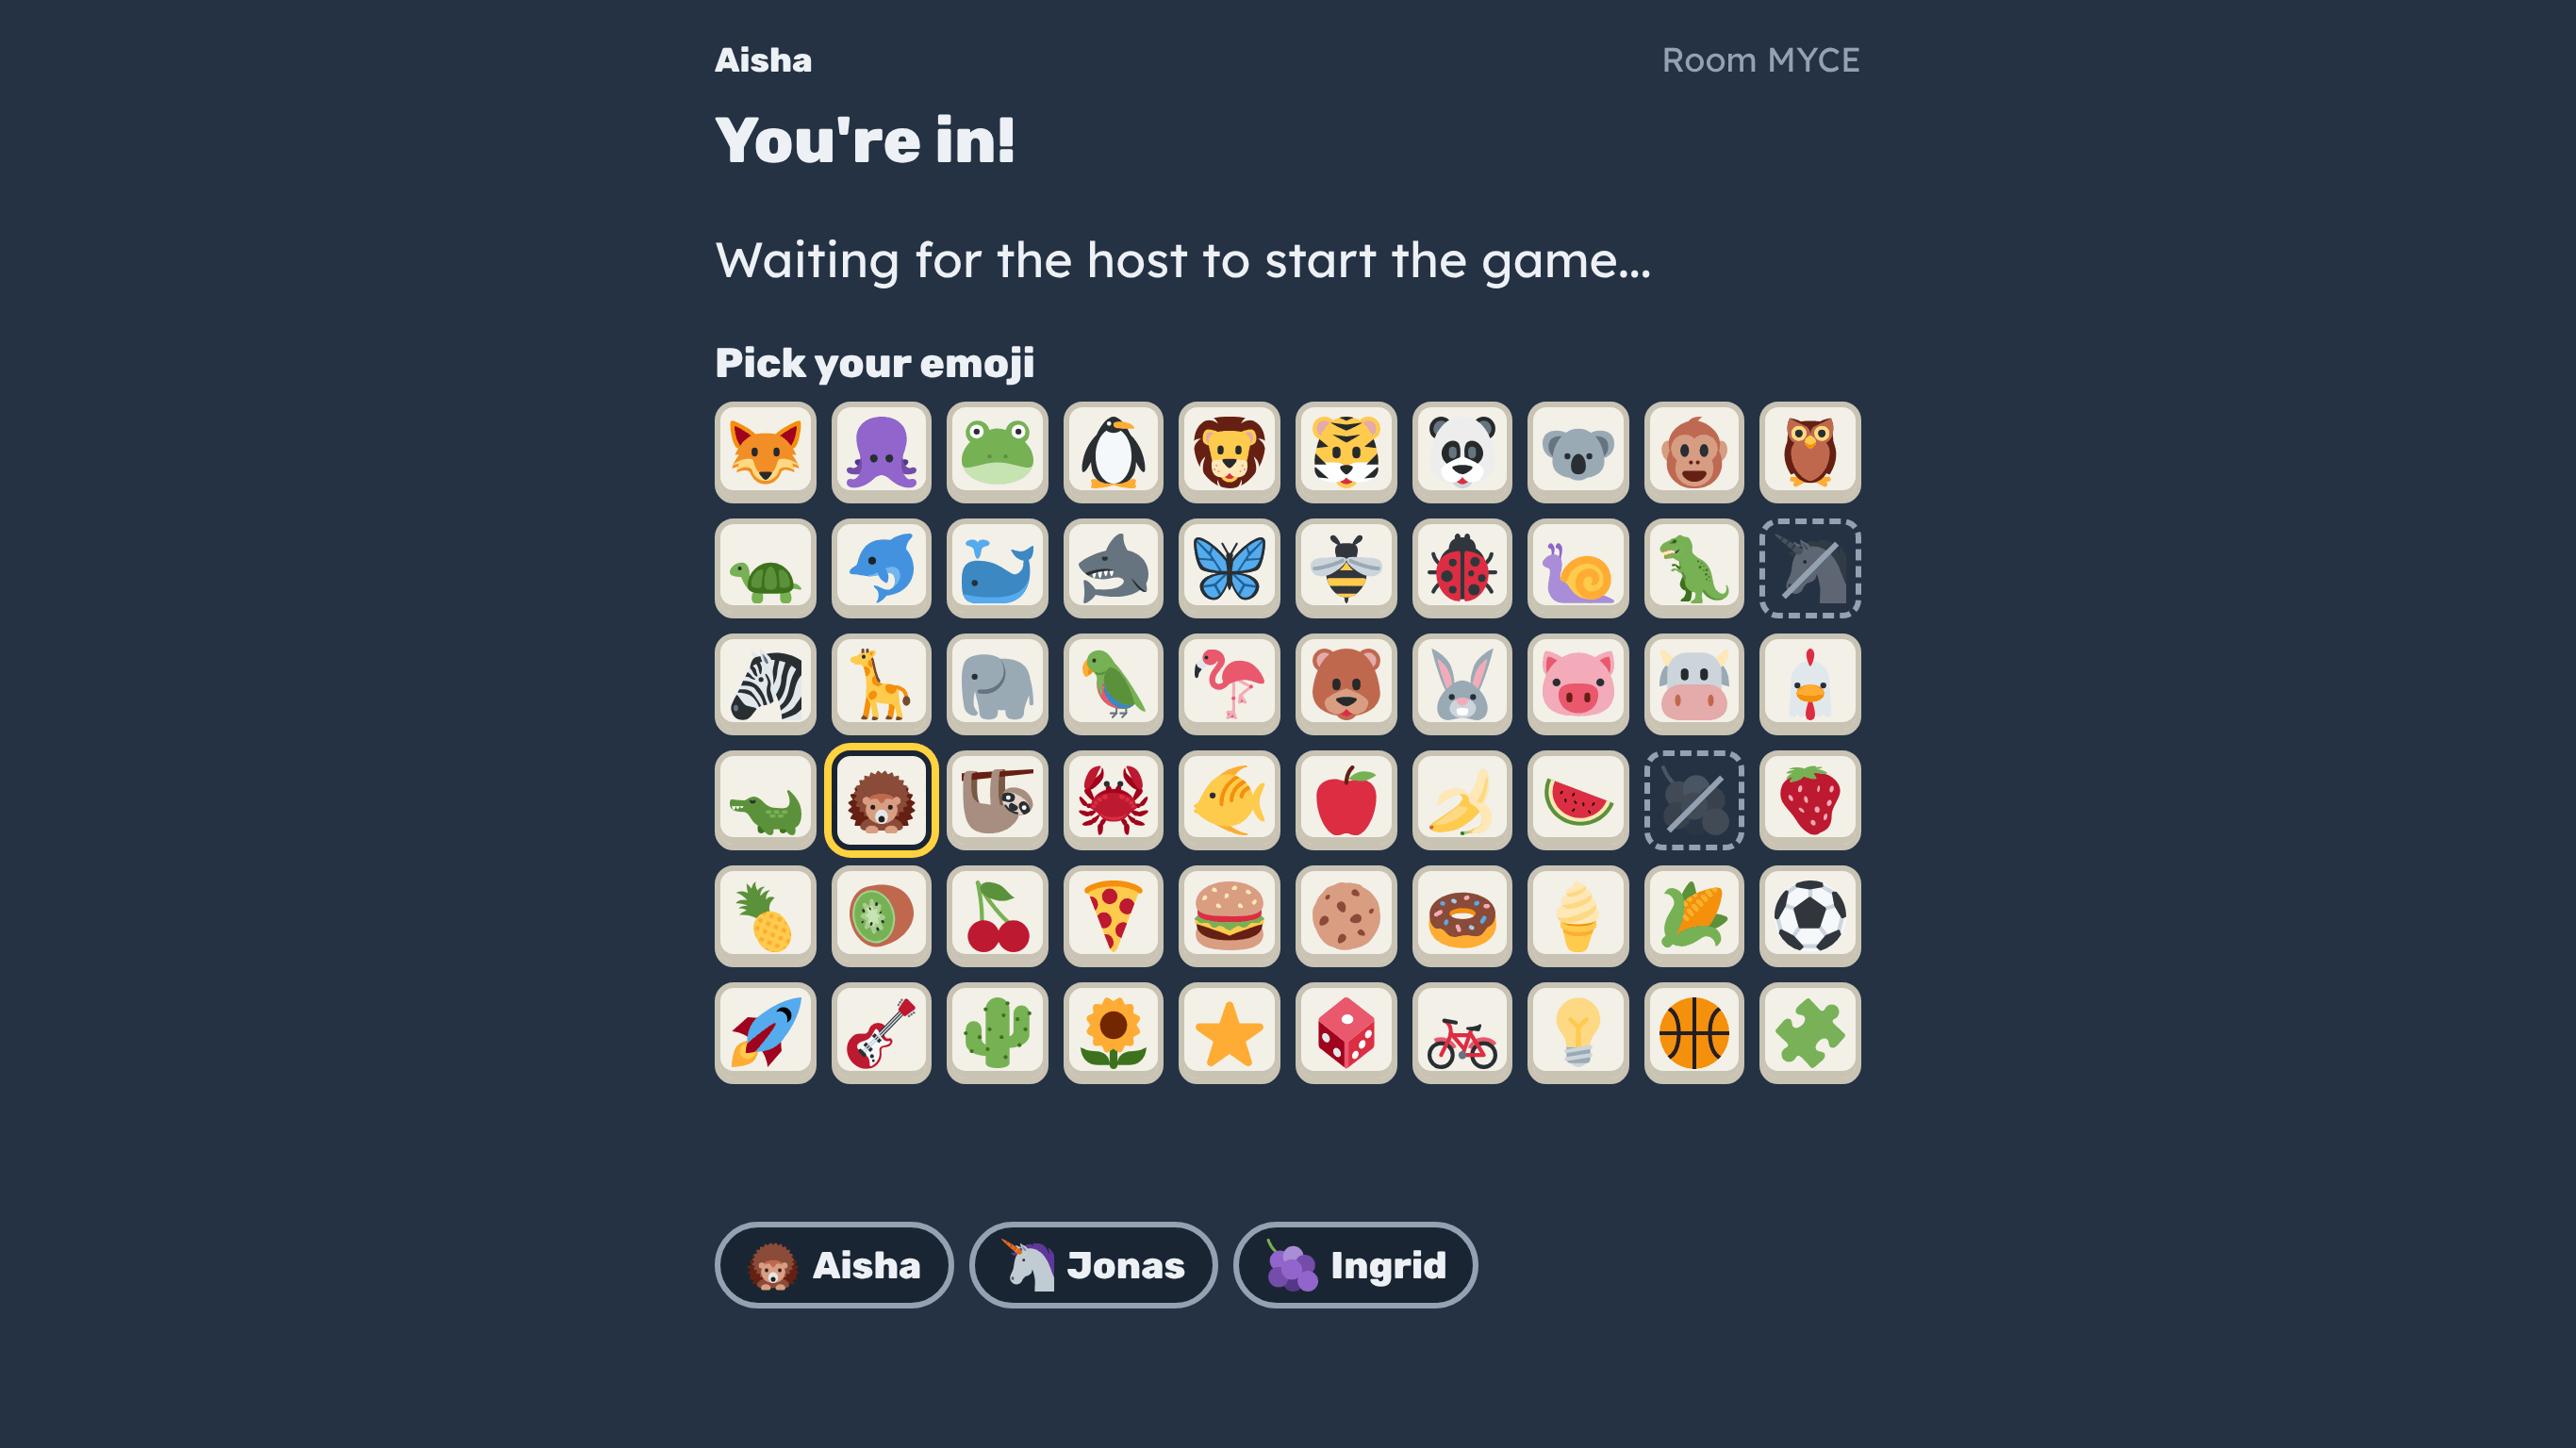 Aisha
Room MYCE
You're in!
Waiting for the host to start the game...
Pick your emoji
Aisha
Jonas
Ingrid